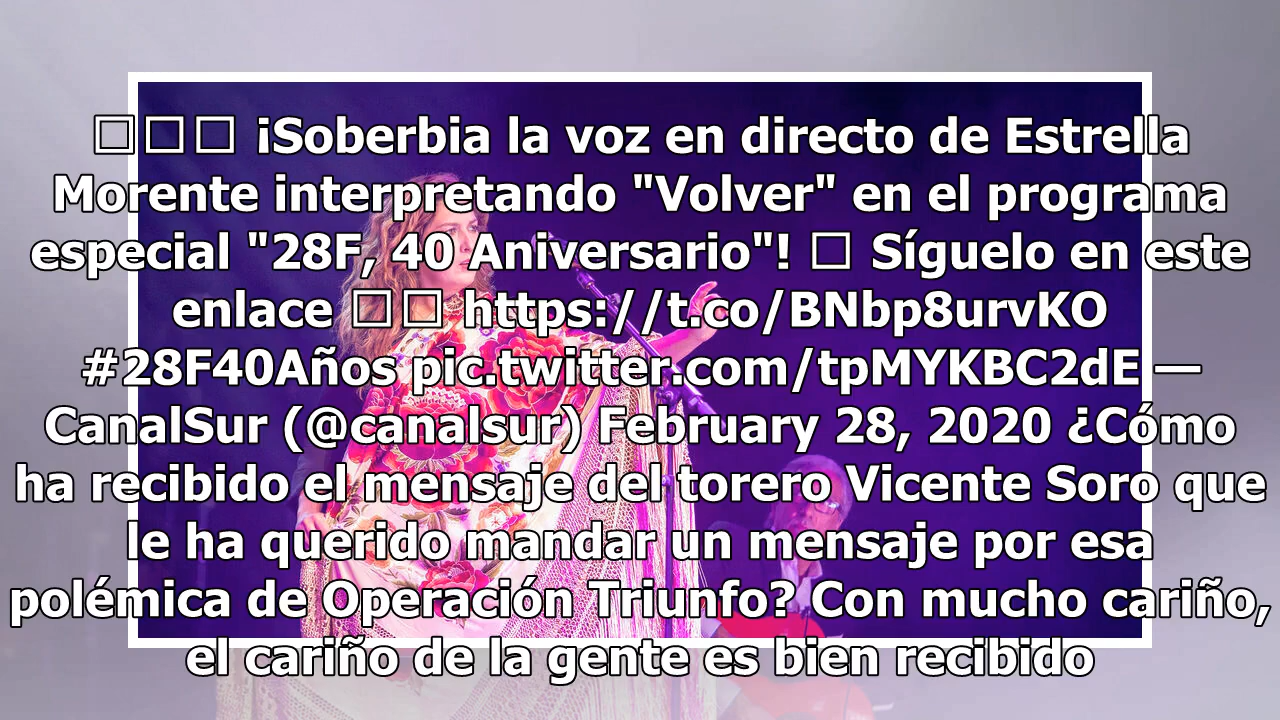 □□□ ¡Soberbia la voz en directo de Estrella
Morente interpretando "Volver" en el programa
especial "28F, 40 Aniversario"! □ Síguelo en este
enlace □□ https://t.co/BNbp8urvKO
#28F40Años pic.twitter.com/tpMYKBC2dE —
CanalSur (@canalsur) February 28, 2020 ¿Cómo
ha recibido el mensaje del torero Vicente Soro que
le ha querido mandar un mensaje por esa
polémica de Operación Triunfo? Con mucho cariño,
el cariño de la gente es bien recibido